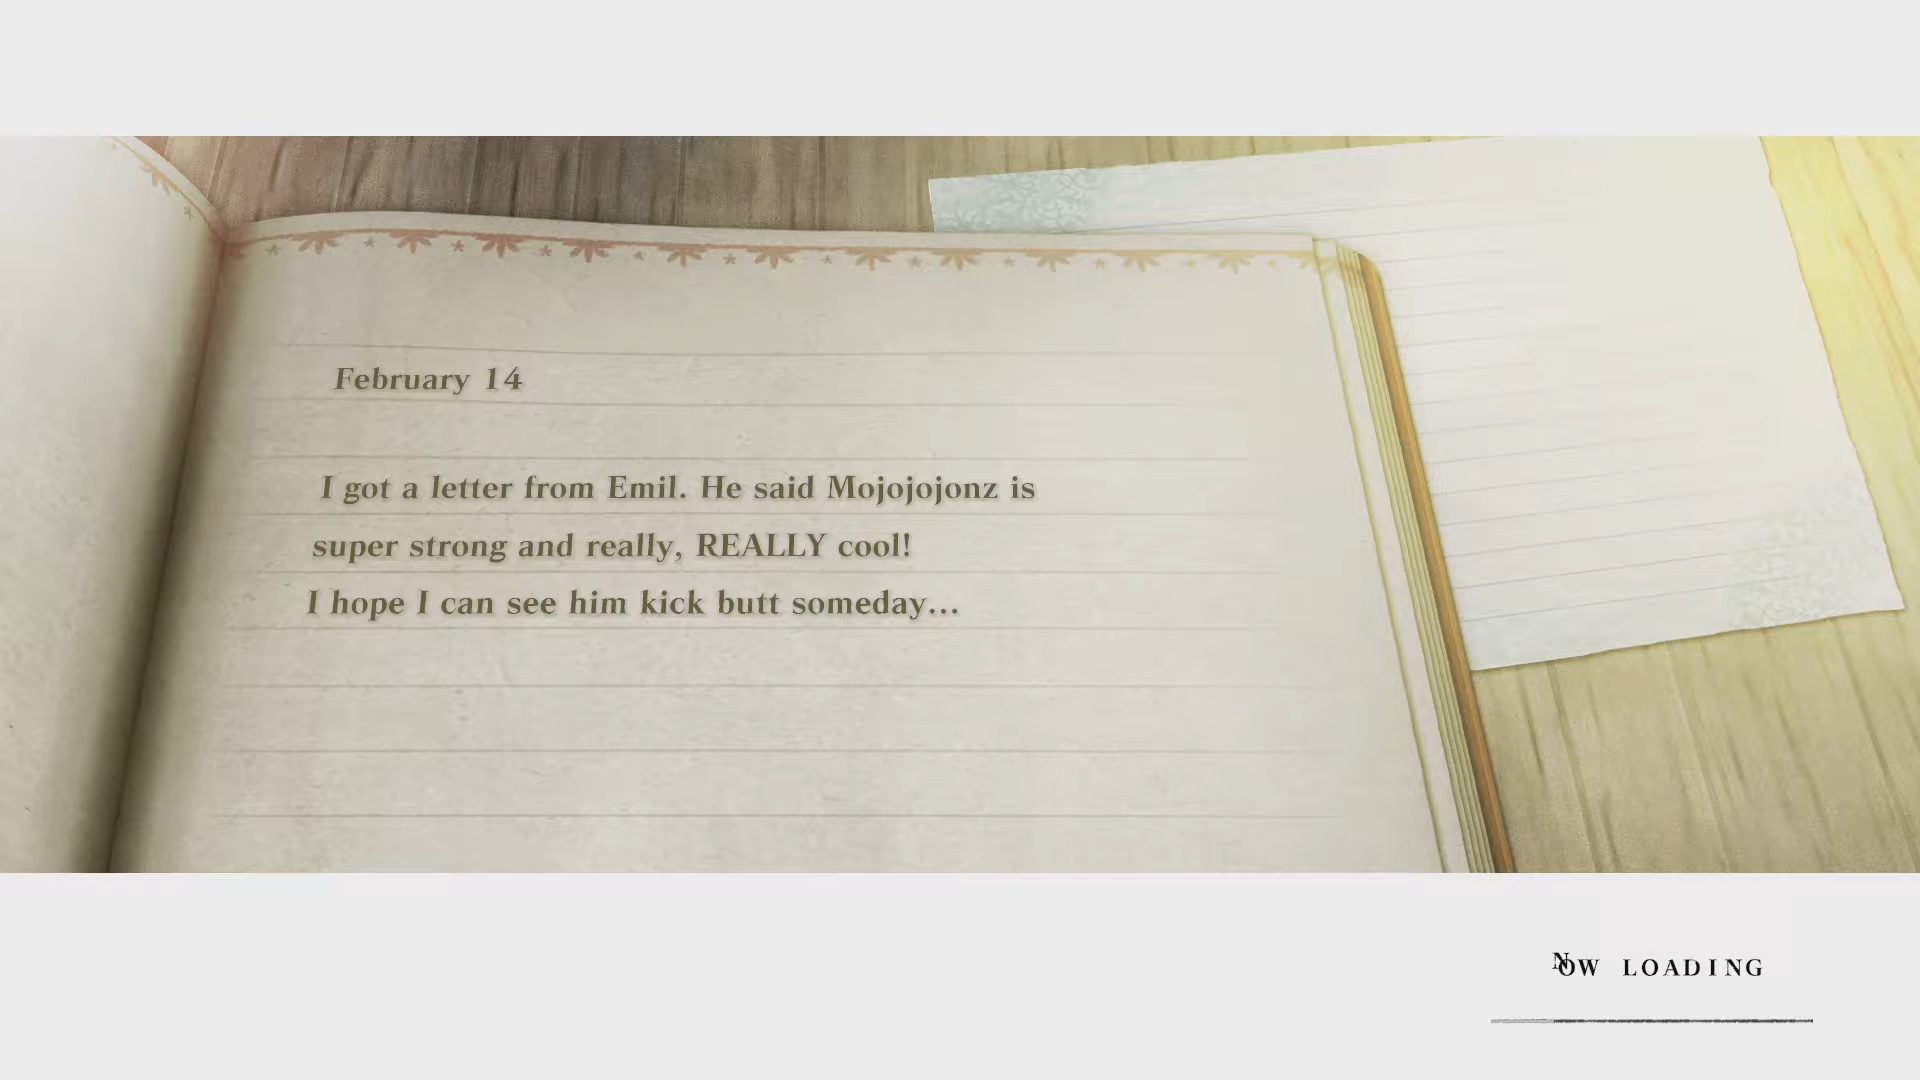 February 14
I got a letter from Emil. He said Mojojojonz is
super strong and really, REALLY cool!
I hope I can see him kick butt someday...
NOW LOADING